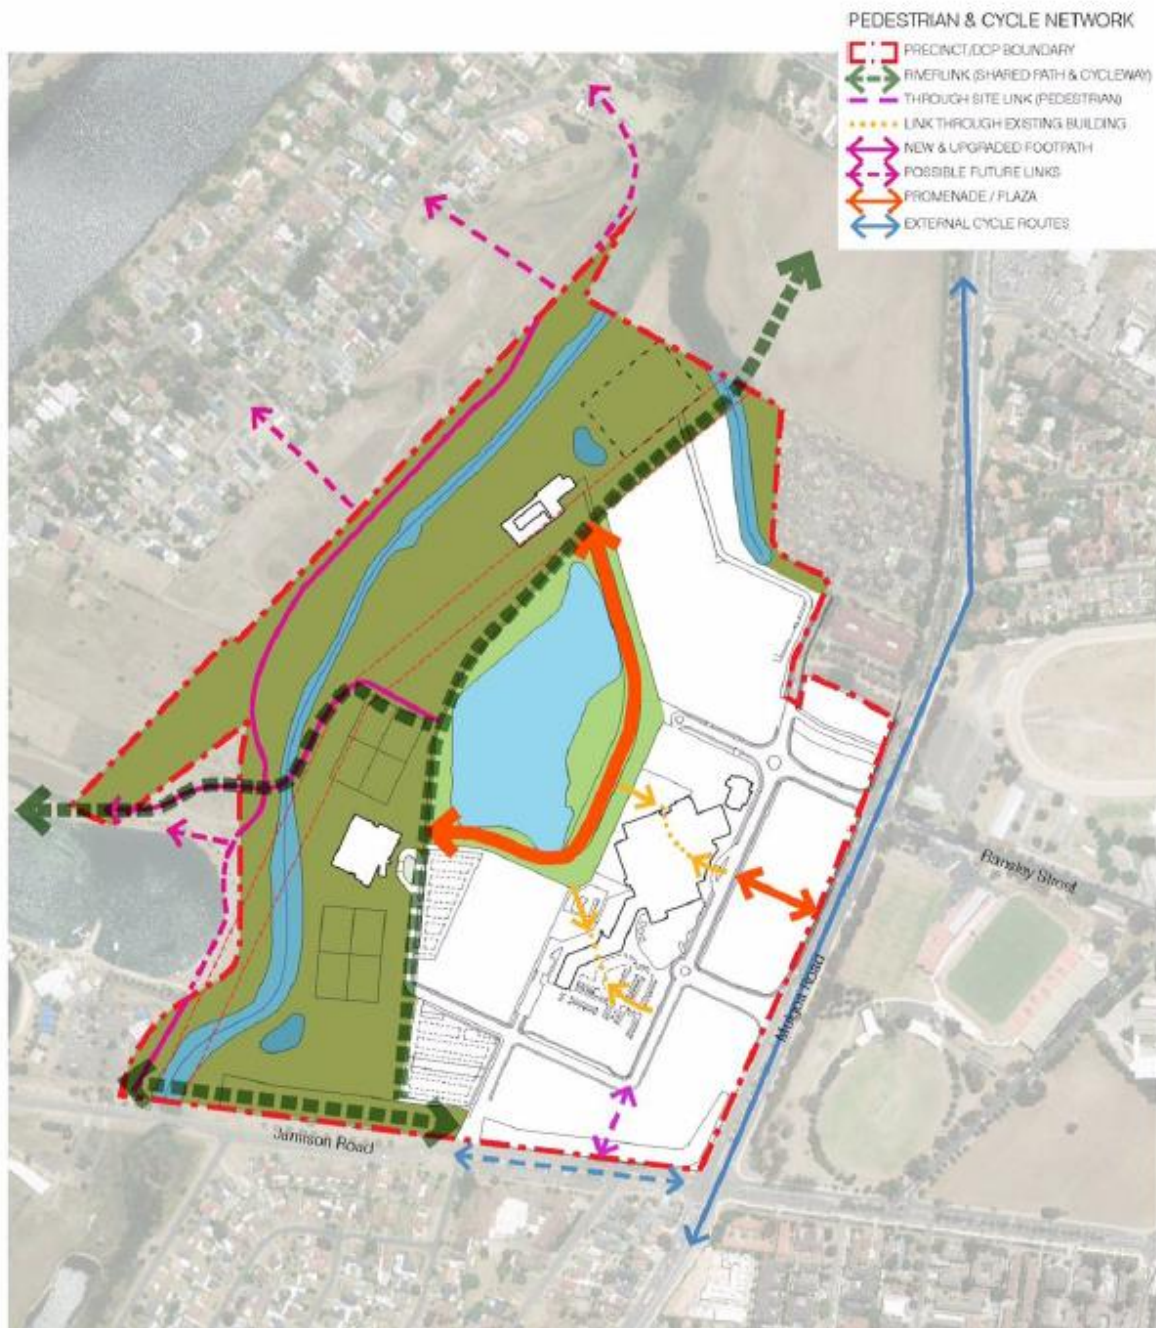 PEDESTRIAN & CYCLE NETWORK
PRECINCT/DCP BOUNDARY
RIVERLINK (SHARED PATH & CYCLEWAY)
THROUGH SITE LINK (PEDESTRIAN)
LINK THROUGH EXISTING BUILDING
NEW & UPGRADED FOOTPATH
POSSIBLE FUTURE LINKS
PROMENADE / PLAZA
EXTERNAL CYCLE ROUTES
Ransley Street
Mulgoa Road
Jamison Road